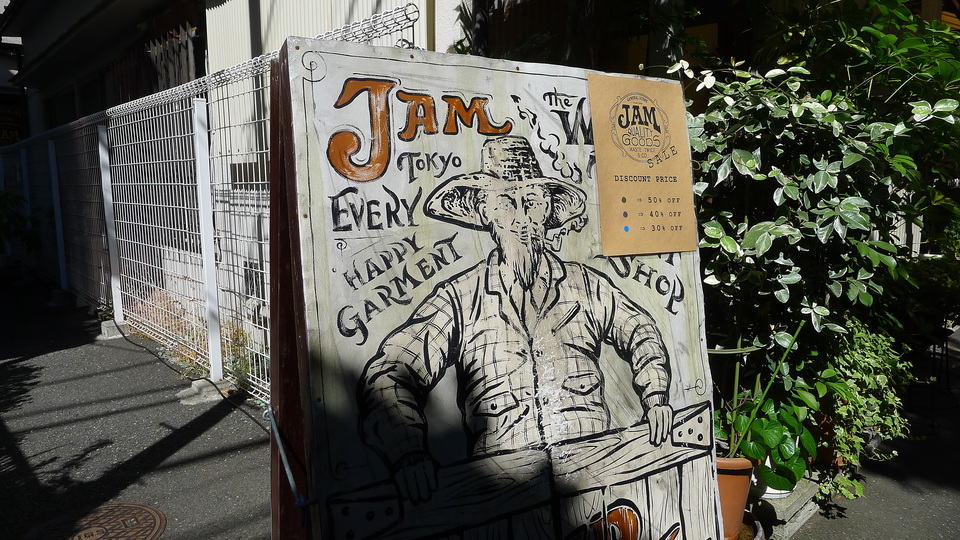 JAM
Tokyo
EVERY
HAPPY
GARMENT
The
SHOP
JAM
QUALITY
GOODS
SALE
DISCOUNT PRICE
● ⇨ 50% OFF
● ⇨ 40% OFF
● ⇨ 30% OFF